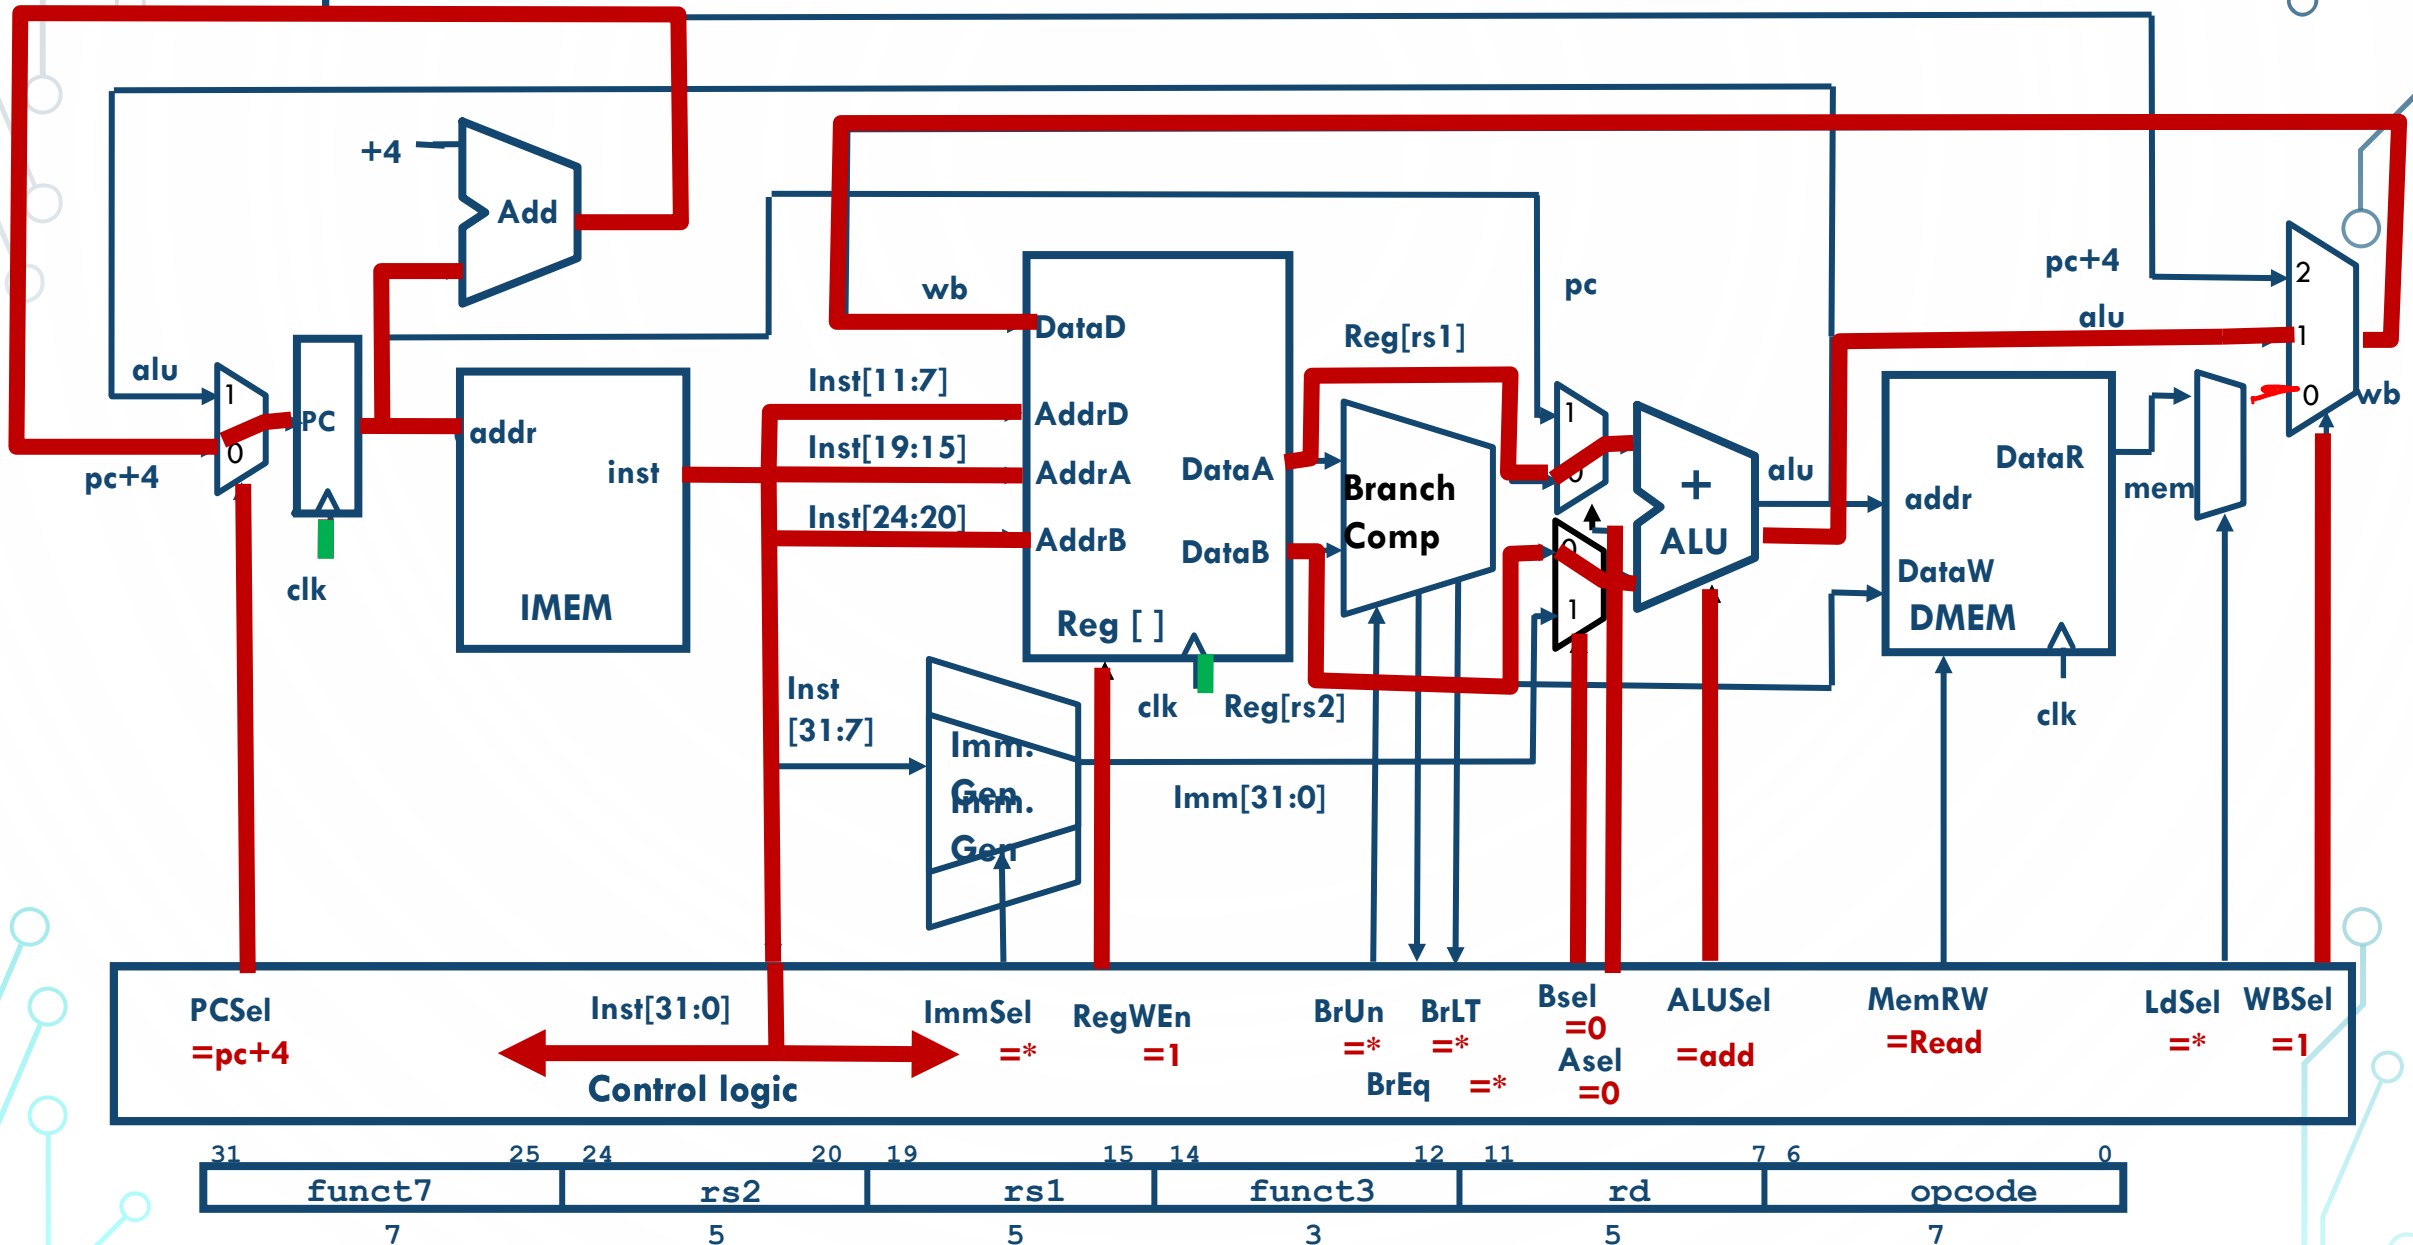 +4
Add
pc
pc+4
2
wb
DataD
Reg[rs1]
alu
1
alu
1
PC
0
pc+4
Inst[11:7]
AddrD
Inst[19:15]
AddrA
Inst[24:20]
AddrB
addr
inst
IMEM
clk
DataA
DataB
Reg [ ]
clk
Reg[rs2]
Branch
Comp
1
0
0
1
+
ALU
alu
addr
DataR
DataW
DMEM
clk
mem
0
wb
Inst
[31:7]
Imm.
Gen
Imm.
Gen
Imm[31:0]
PCSel
=pc+4
Inst[31:0]
Control logic
ImmSel
=*
RegWEn
=1
BrUn
=*
BrLT
=*
BrEq
=*
Bsel
=0
Asel
=0
ALUSel
=add
MemRW
=Read
LdSel
=*
WBSel
=1
31 25 24 20 19 15 14 12 11 7 6 0
funct7 rs2 rs1 funct3 rd opcode
7 5 5 3 5 7